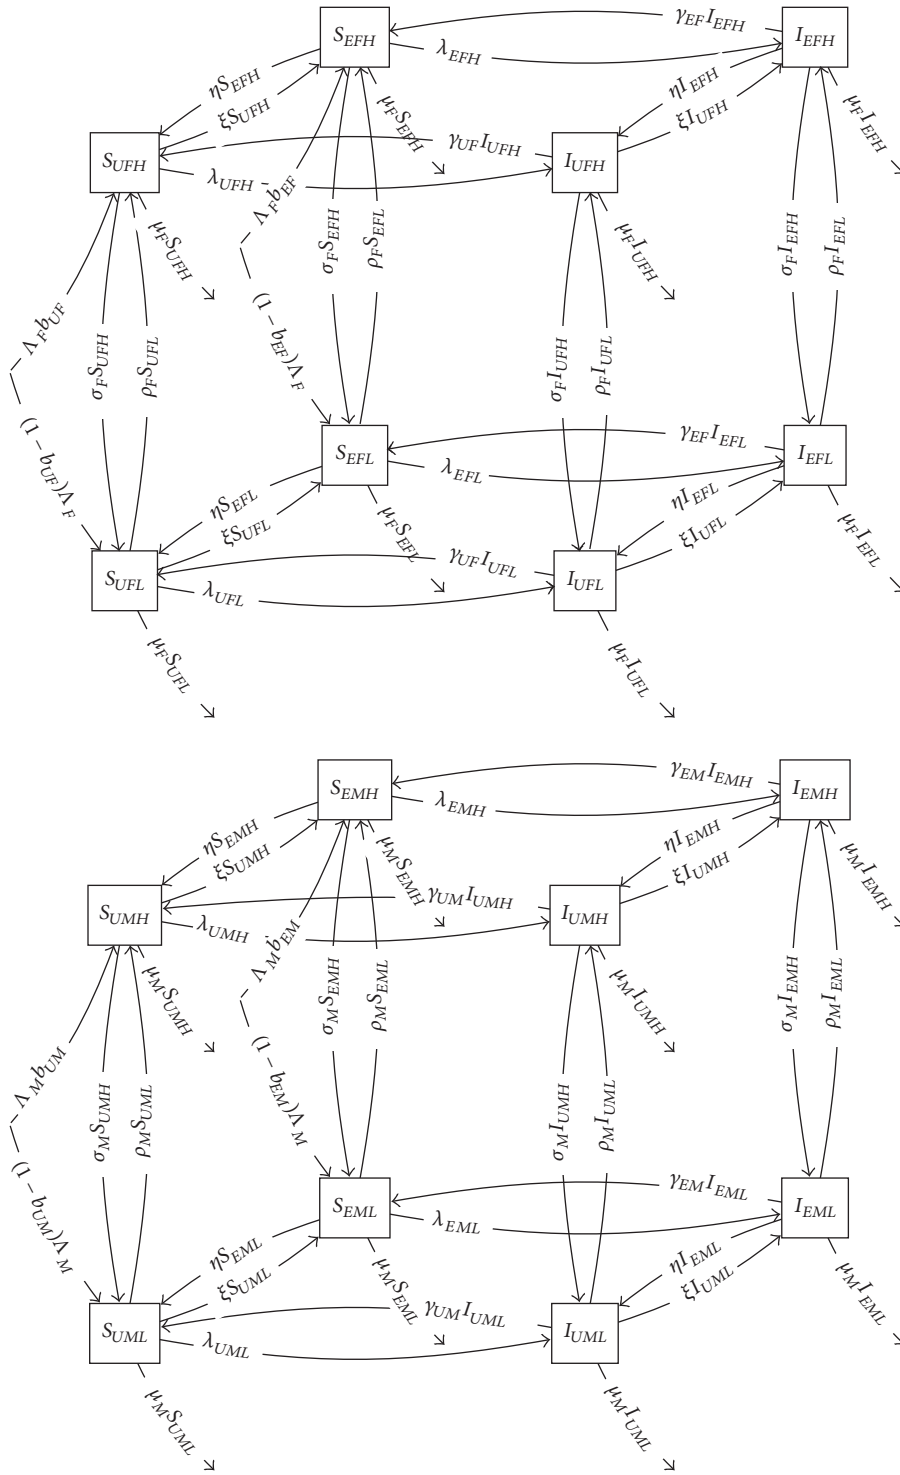 γ_EF I_EFH
S_EFH
I_EFH
λ_EFH
ηS_EFH
ξS_UFH
μ_F S_EFH
ηI_EFH
ξI_UFH
μ_F I_EFH
S_UFH
γ_UF I_UFH
I_UFH
λ_UFH
Λ_F b_EF
μ_F S_UFH
σ_F S_EFH
ρ_F S_EFL
μ_F I_UFH
σ_F I_EFH
ρ_F I_EFL
Λ_F b_UF
σ_F S_UFH
ρ_F S_UFL
(1 − b_EF)Λ_F
σ_F I_UFH
ρ_F I_UFL
(1 − b_UF)Λ_F
S_EFL
γ_EF I_EFL
I_EFL
λ_EFL
ηS_EFL
ξS_UFL
μ_F S_EFL
ηI_EFL
ξI_UFL
μ_F I_EFL
S_UFL
γ_UF I_UFL
I_UFL
λ_UFL
μ_F S_UFL
μ_F I_UFL
γ_EM I_EMH
S_EMH
I_EMH
λ_EMH
ηS_EMH
ξS_UMH
μ_M S_EMH
ηI_EMH
ξI_UMH
μ_M I_EMH
S_UMH
γ_UM I_UMH
I_UMH
λ_UMH
Λ_M b_EM
μ_M S_UMH
σ_M S_EMH
ρ_M S_EML
μ_M I_UMH
σ_M I_EMH
ρ_M I_EML
Λ_M b_UM
σ_M S_UMH
ρ_M S_UML
(1 − b_EM)Λ_M
σ_M I_UMH
ρ_M I_UML
(1 − b_UM)Λ_M
S_EML
γ_EM I_EML
I_EML
λ_EML
ηS_EML
ξS_UML
μ_M S_EML
ηI_EML
ξI_UML
μ_M I_EML
S_UML
γ_UM I_UML
I_UML
λ_UML
μ_M S_UML
μ_M I_UML